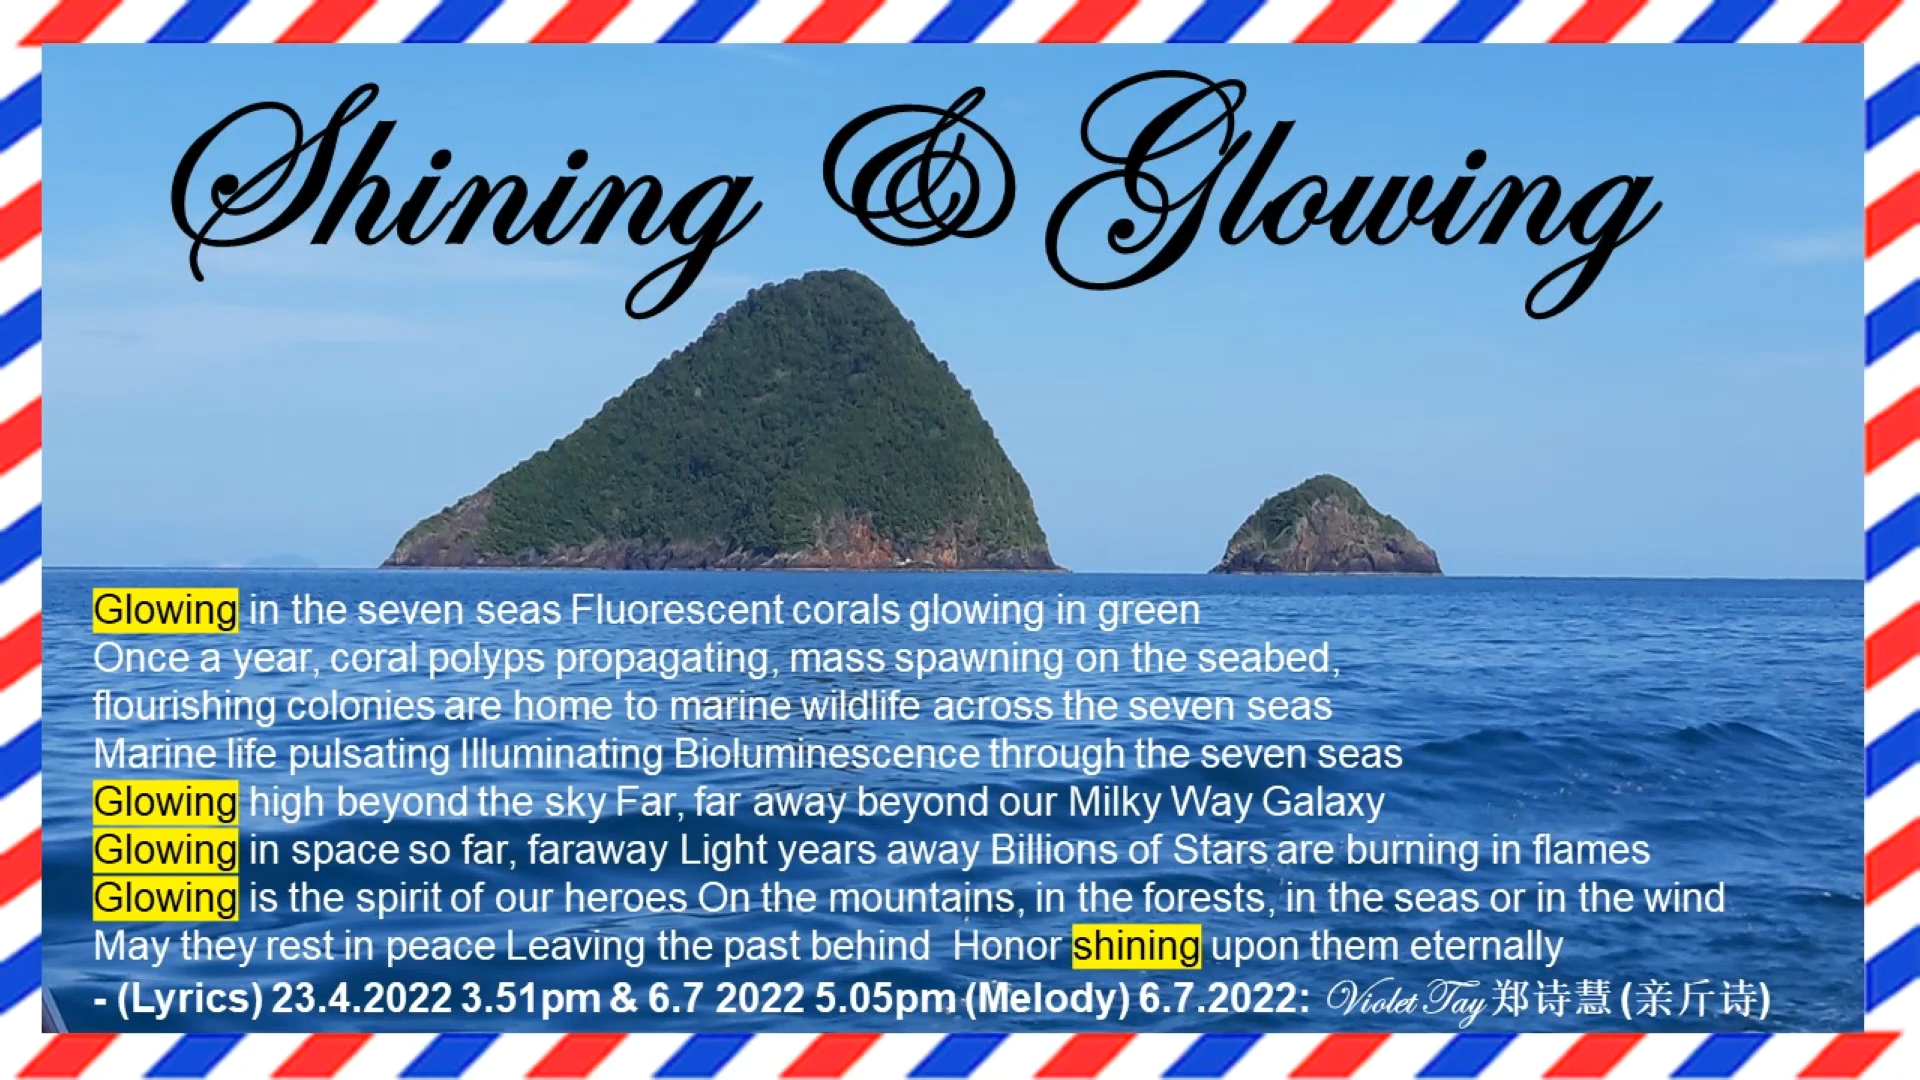 Shining & Glowing
Glowing in the seven seas Fluorescent corals glowing in green
Once a year, coral polyps propagating, mass spawning on the seabed,
flourishing colonies are home to marine wildlife across the seven seas
Marine life pulsating Illuminating Bioluminescence through the seven seas
Glowing high beyond the sky Far, far away beyond our Milky Way Galaxy
Glowing in space so far, faraway Light years away Billions of Stars are burning in flames
Glowing is the spirit of our heroes On the mountains, in the forests, in the seas or in the wind
May they rest in peace Leaving the past behind  Honor shining upon them eternally
- (Lyrics) 23.4.2022 3.51pm & 6.7 2022 5.05pm (Melody) 6.7.2022: Violet Tay 郑诗慧 (亲斤诗)